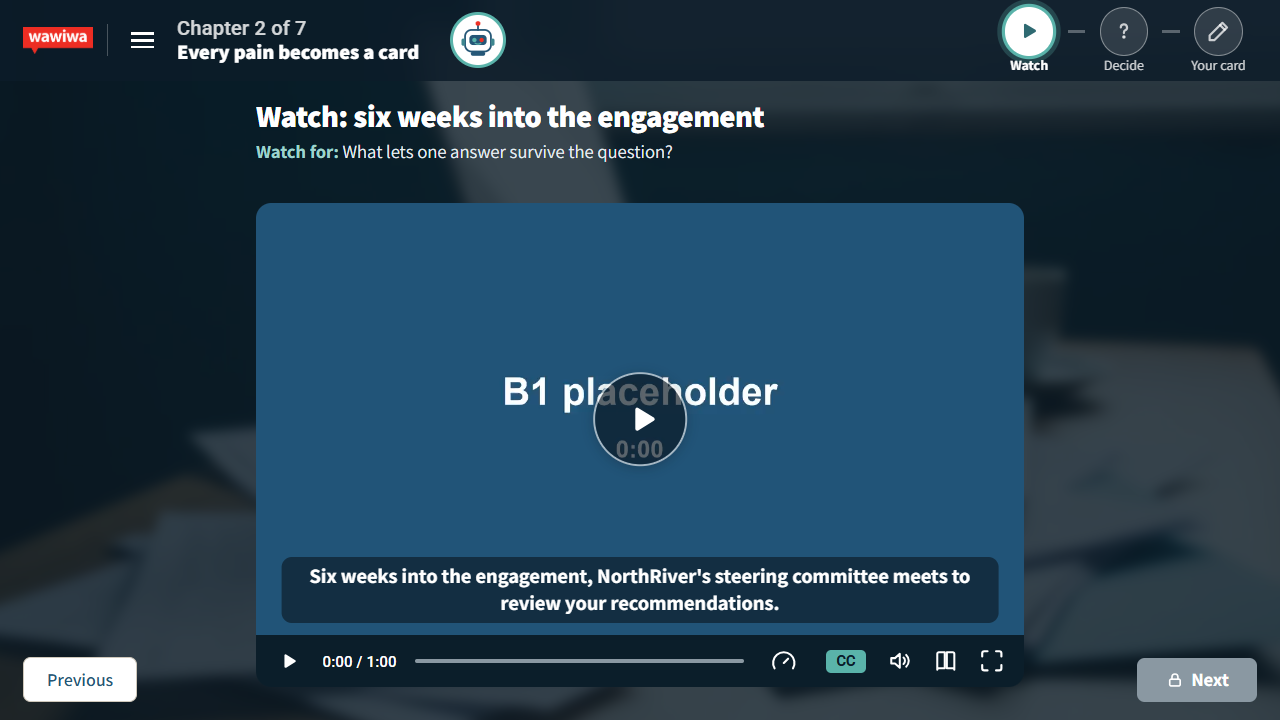 wawiwa
Chapter 2 of 7
Every pain becomes a card
Watch
?
Decide
Your card
Watch: six weeks into the engagement
Watch for: What lets one answer survive the question?
B1 placeholder
0:00
Six weeks into the engagement, NorthRiver's steering committee meets to
review your recommendations.
0:00 / 1:00
CC
Previous
Next